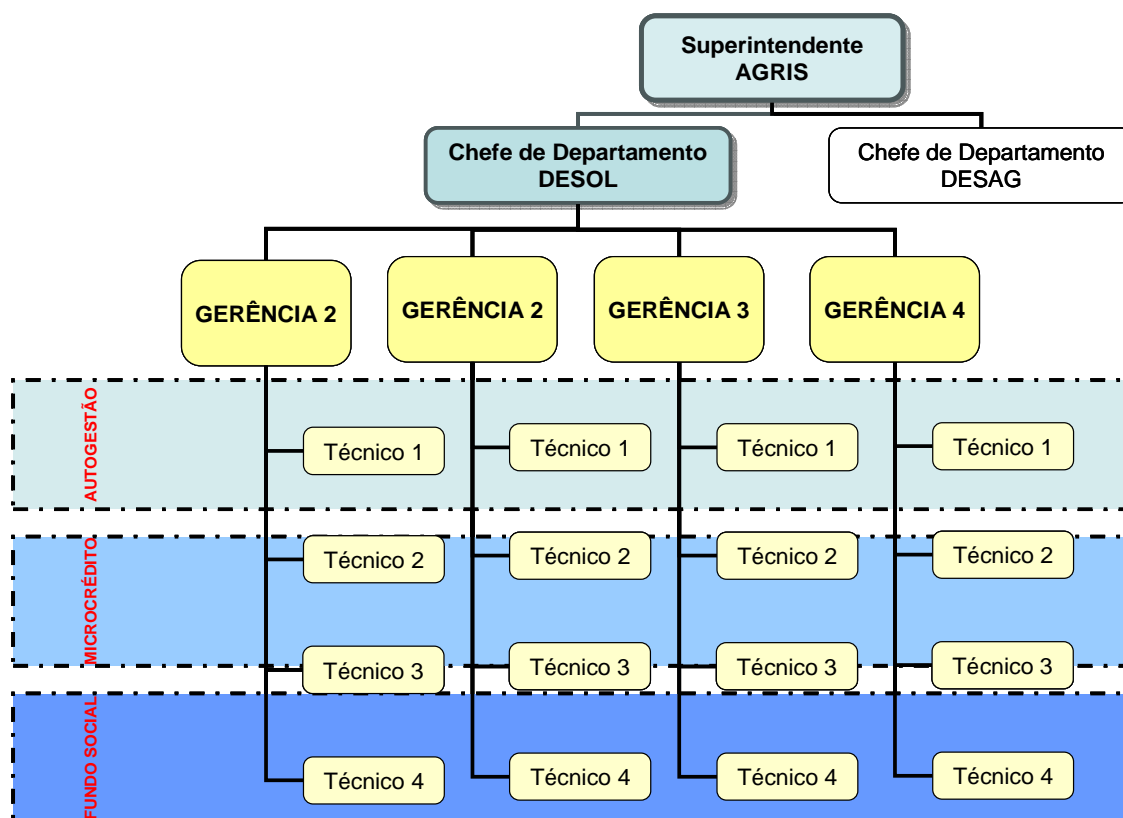 Superintendente
AGRIS
Chefe de Departamento
DESOL
Chefe de Departamento
DESAG
GERÊNCIA 2
GERÊNCIA 2
GERÊNCIA 3
GERÊNCIA 4
AUTOGESTÃO
Técnico 1
Técnico 1
Técnico 1
Técnico 1
MICROCRÉDITO
Técnico 2
Técnico 2
Técnico 2
Técnico 2
Técnico 3
Técnico 3
Técnico 3
Técnico 3
FUNDO SOCIAL
Técnico 4
Técnico 4
Técnico 4
Técnico 4